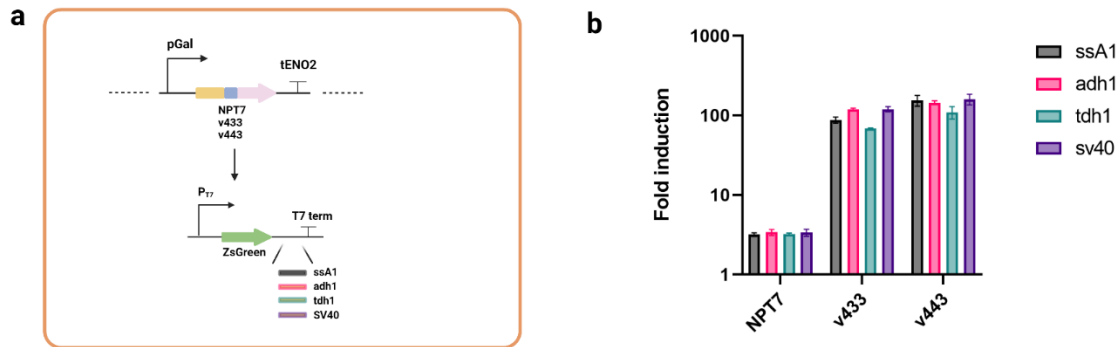 a
pGal
tENO2
NPT7
v433
v443
PT7
T7 term
ZsGreen
ssA1
adh1
tdh1
SV40
b
Fold induction
1000
100
10
1
NPT7
v433
v443
ssA1
adh1
tdh1
sv40